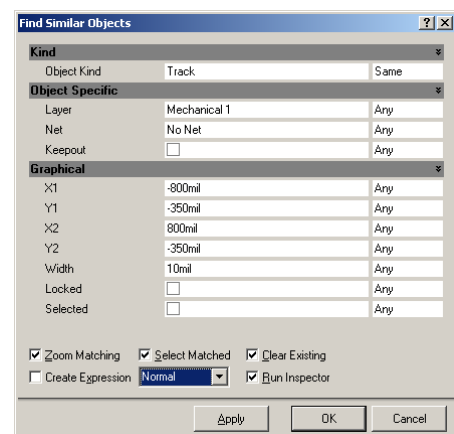 Find Similar Objects
Kind
Object Kind Track Same
Object Specific
Layer Mechanical 1 Any
Net No Net Any
Keepout Any
Graphical
X1 -800mil Any
Y1 -350mil Any
X2 800mil Any
Y2 -350mil Any
Width 10mil Any
Locked Any
Selected Any
Zoom Matching Select Matched Clear Existing
Create Expression Normal Run Inspector
Apply OK Cancel